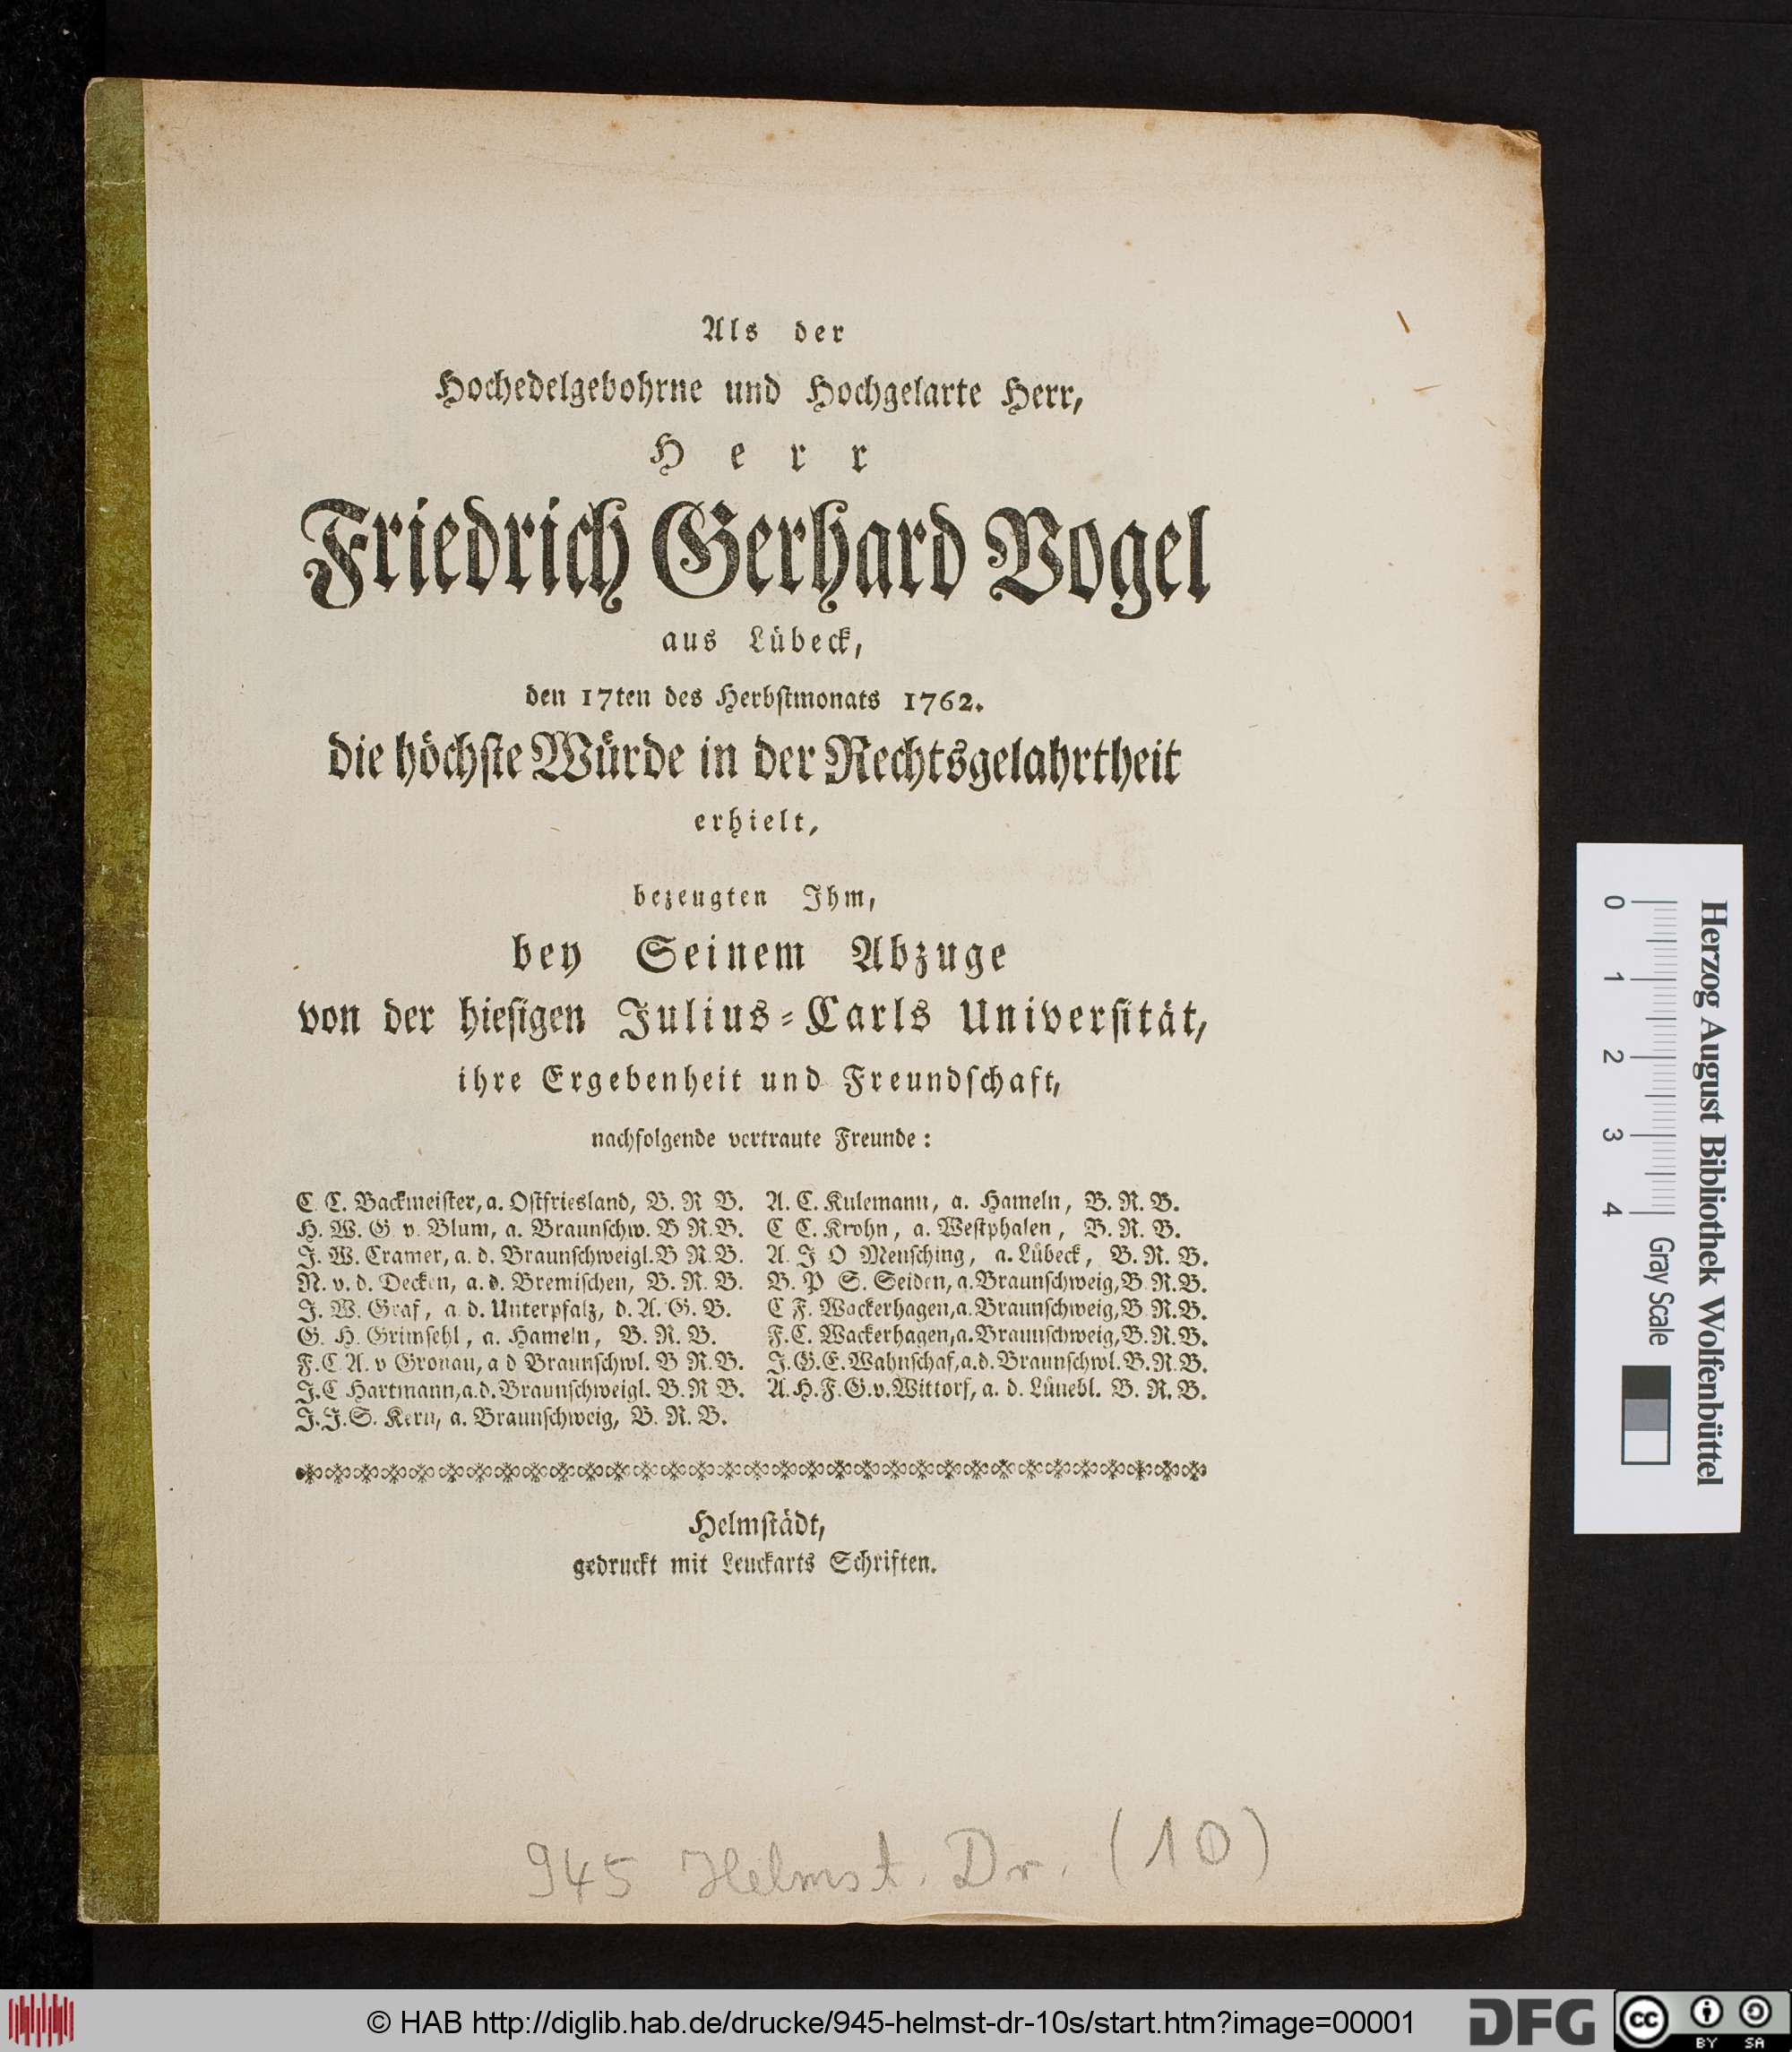 Als der
Hochedelgebohrne und Hochgelarte Herr,
Herr
Friedrich Gerhard Vogel
aus Lübeck,
den 17ten des Herbstmonats 1762.
die höchste Würde in der Rechtsgelahrtheit
erhielt,
bezeugten Ihm,
bey Seinem Abzuge
von der hiesigen Julius=Carls Universität,
ihre Ergebenheit und Freundschaft,
nachfolgende vertraute Freunde:
C C. Backmeister, a. Ostfriesland, B. R B.
H. W. G v. Blum, a. Braunschw. B R. B.
J. W. Cramer, a. d. Braunschweigl. B R. B.
N. v. d. Decken, a. d. Bremischen, B. R. B.
J. W. Graf, a d. Unterpfalz, d. A. G. B.
G. H. Grimsehl, a. Hameln, B. R. B.
F. C A. v Gronau, a d Braunschwl. B R. B.
J. C Hartmann, a. d. Braunschweigl. B. R B.
J. J. S. Kern, a. Braunschweig, B. R. B.
A. C. Kulemann, a. Hameln, B. R. B.
C C. Krohn, a. Westphalen, B. R. B.
A. J O Mensching, a. Lübeck, B. R. B.
B. P S. Seiden, a. Braunschweig, B. R. B.
C F. Wackerhagen, a. Braunschweig, B. R. B.
F. C. Wackerhagen, a. Braunschweig, B. R. B.
J. G. E. Wahnschaf, a. d. Braunschwl. B. R. B.
A. H. F. G. v. Wittorf, a. d. Lünebl. B. R. B.
Helmstädt,
gedruckt mit Leuckarts Schriften.
945 Helmst. Dr. (10)
Herzog August Bibliothek Wolfenbüttel
0 1 2 3 4 Gray Scale
© HAB http://diglib.hab.de/drucke/945-helmst-dr-10s/start.htm?image=00001
DFG
cc BY SA